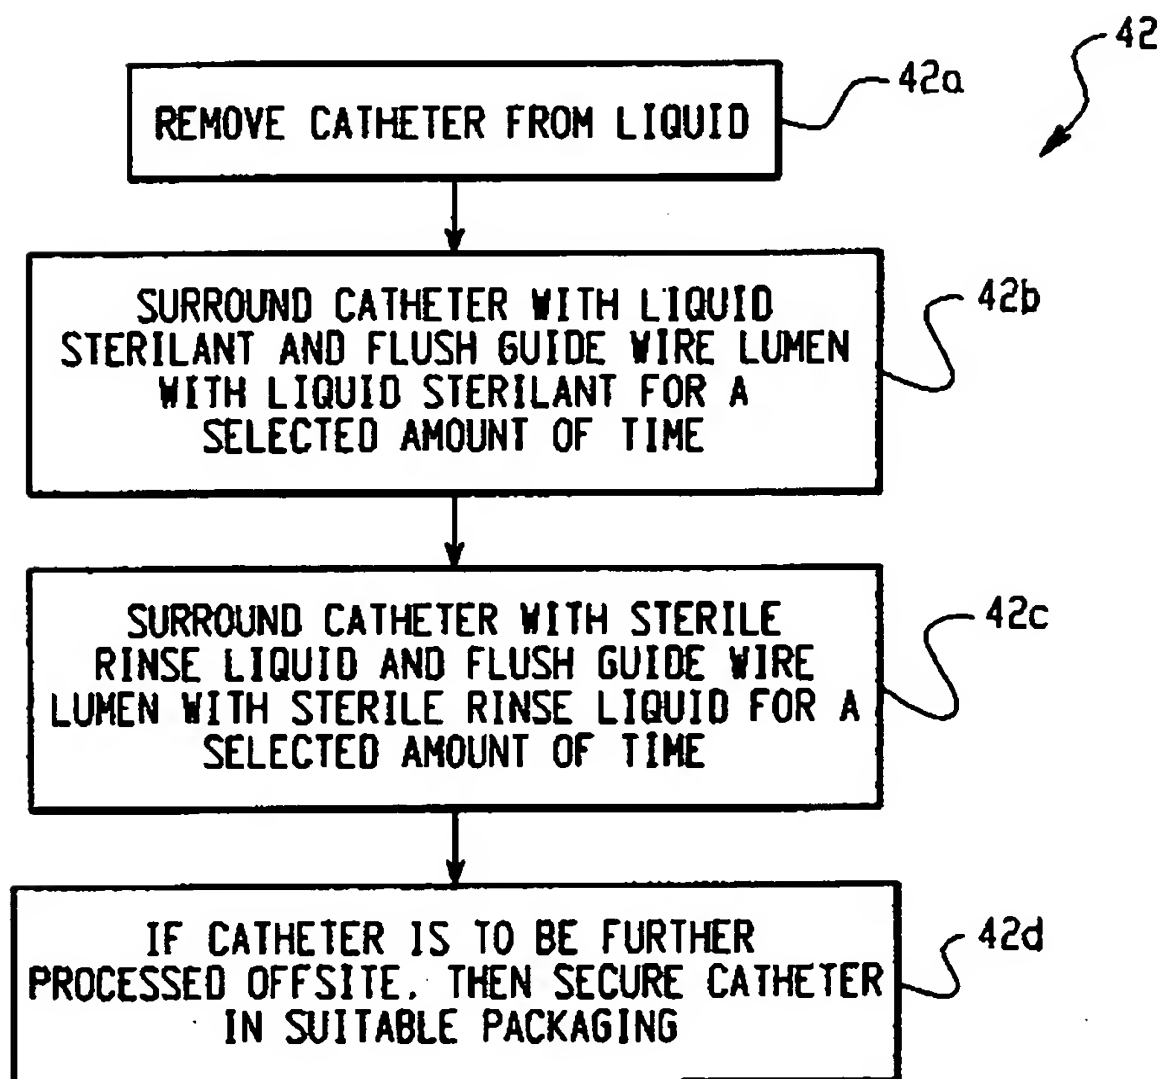 42
42a
REMOVE CATHETER FROM LIQUID
42b
SURROUND CATHETER WITH LIQUID
STERILANT AND FLUSH GUIDE WIRE LUMEN
WITH LIQUID STERILANT FOR A
SELECTED AMOUNT OF TIME
42c
SURROUND CATHETER WITH STERILE
RINSE LIQUID AND FLUSH GUIDE WIRE
LUMEN WITH STERILE RINSE LIQUID FOR A
SELECTED AMOUNT OF TIME
42d
IF CATHETER IS TO BE FURTHER
PROCESSED OFFSITE, THEN SECURE CATHETER
IN SUITABLE PACKAGING